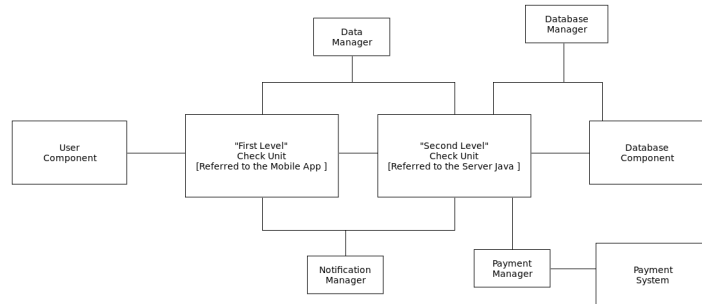 Database
Manager
Data
Manager
User
Component
"First Level"
Check Unit
[Referred to the Mobile App ]
"Second Level"
Check Unit
[Referred to the Server Java ]
Database
Component
Notification
Manager
Payment
Manager
Payment
System